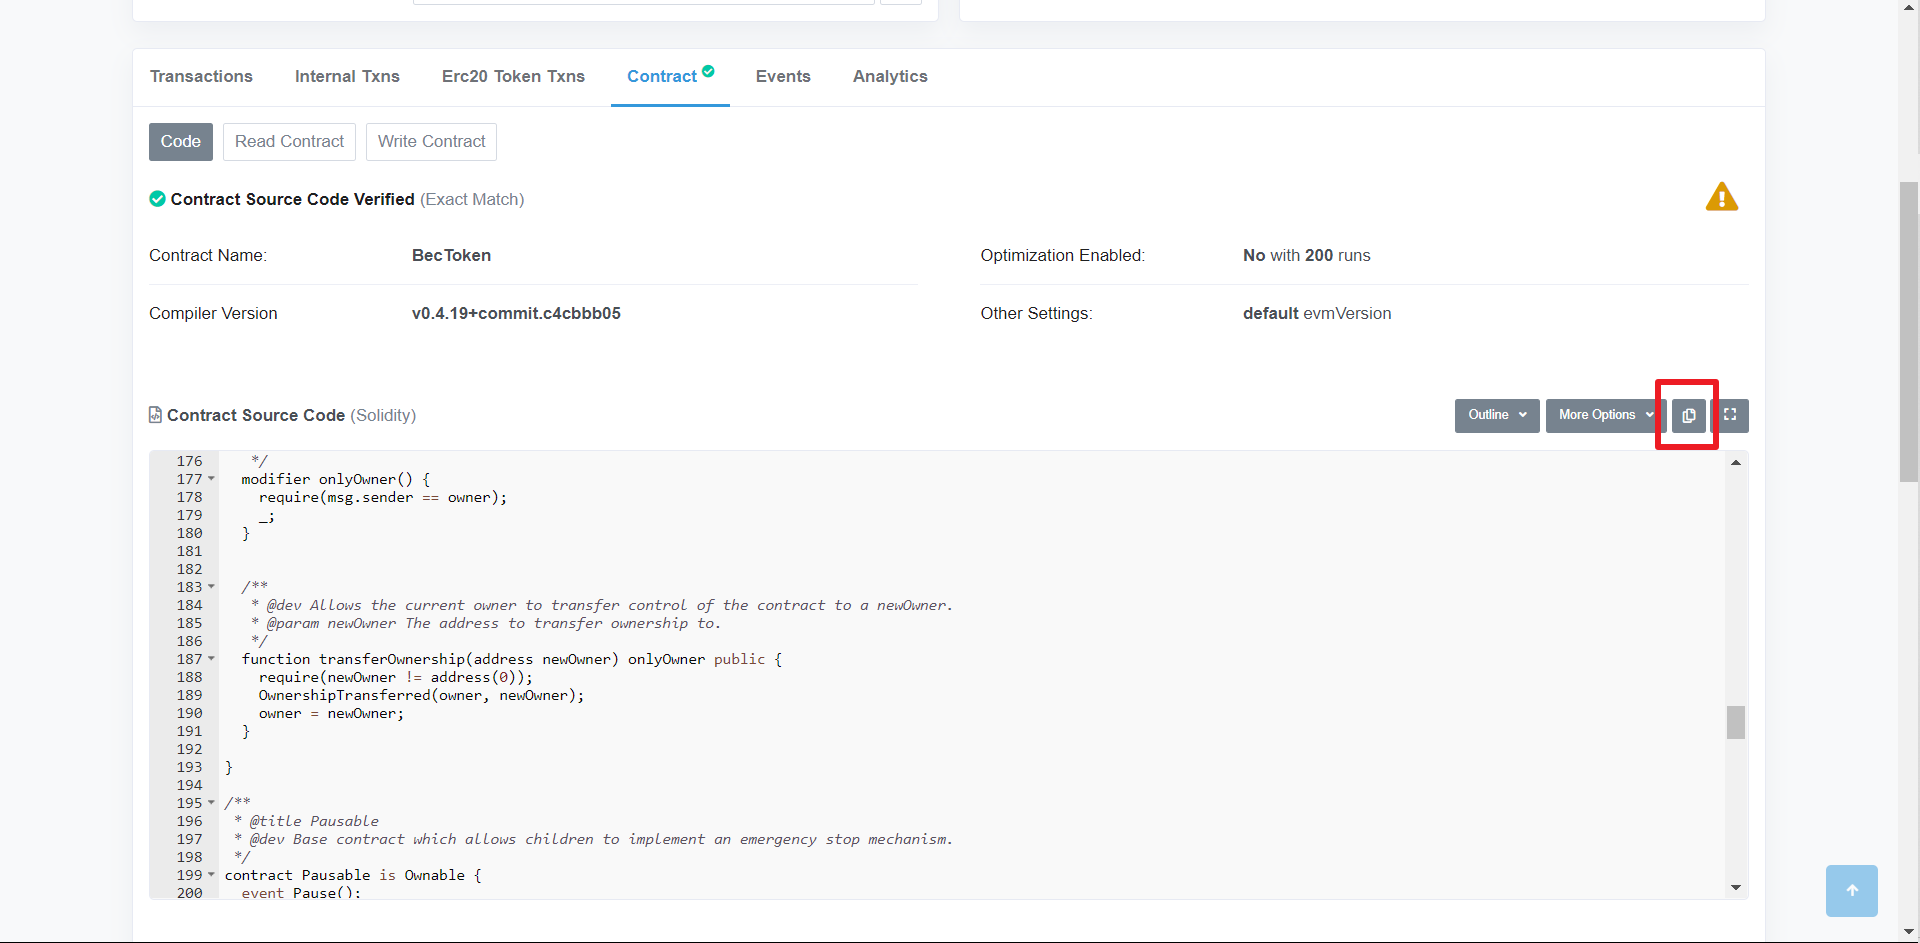 Transactions Internal Txns Erc20 Token Txns Contract Events Analytics
Code Read Contract Write Contract
Contract Source Code Verified (Exact Match)
Contract Name: BecToken Optimization Enabled: No with 200 runs
Compiler Version v0.4.19+commit.c4cbbb05 Other Settings: default evmVersion
Contract Source Code (Solidity) Outline More Options
176 */
177 modifier onlyOwner() {
178 require(msg.sender == owner);
179 _;
180 }
181
182
183 /**
184 * @dev Allows the current owner to transfer control of the contract to a newOwner.
185 * @param newOwner The address to transfer ownership to.
186 */
187 function transferOwnership(address newOwner) onlyOwner public {
188 require(newOwner != address(0));
189 OwnershipTransferred(owner, newOwner);
190 owner = newOwner;
191 }
192
193 }
194
195 /**
196 * @title Pausable
197 * @dev Base contract which allows children to implement an emergency stop mechanism.
198 */
199 contract Pausable is Ownable {
200 event Pause();